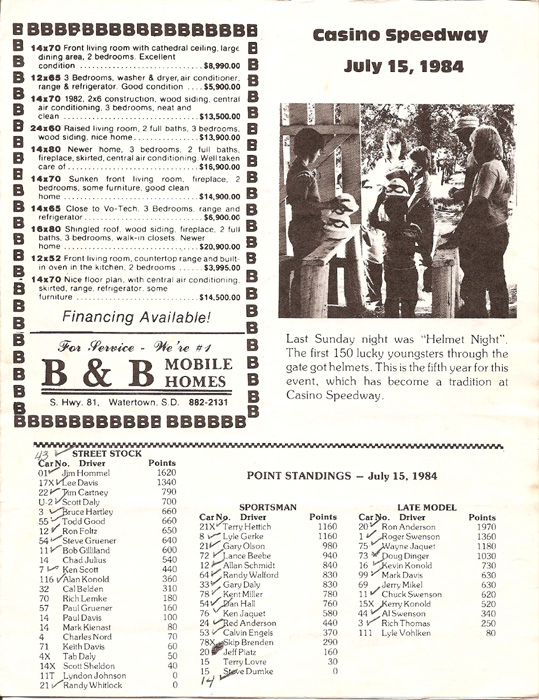 BBBBBBBBBBBBBBBBBBBBBB
14x70 Front living room with cathedral ceiling, large
dining area, 2 bedrooms. Excellent
condition ........ $8,990.00
12x65 3 Bedrooms, washer & dryer, air conditioner,
range & refrigerator. Good condition .... $5,900.00
14x70 1982, 2x6 construction, wood siding, central
air conditioning, 3 bedrooms, neat and
clean ........ $13,500.00
24x60 Raised living room, 2 full baths, 3 bedrooms,
wood siding, nice home ........ $13,900.00
14x80 Newer home, 3 bedrooms, 2 full baths,
fireplace, skirted, central air conditioning. Well taken
care of ........ $16,900.00
14x70 Sunken front living room, fireplace, 2
bedrooms, some furniture, good clean
home ........ $14,900.00
14x65 Close to Vo-Tech. 3 Bedrooms, range and
refrigerator ........ $6,900.00
16x80 Shingled roof, wood siding, fireplace, 2 full
baths, 3 bedrooms, walk-in closets. Newer
home ........ $20,900.00
12x52 Front living room, countertop range and built-
in oven in the kitchen, 2 bedrooms ...... $3,995.00
14x70 Nice floor plan, with central air conditioning,
skirted, range, refrigerator, some
furniture ........ $14,500.00
Financing Available!
For Service - We're #1
B & B MOBILE
HOMES
S. Hwy. 81, Watertown, S.D. 882-2131
BBBBBBBBBBBBBB BBBBBBB
Casino Speedway
July 15, 1984
Last Sunday night was "Helmet Night".
The first 150 lucky youngsters through the
gate got helmets. This is the fifth year for this
event, which has become a tradition at
Casino Speedway.
POINT STANDINGS — July 15, 1984
43
STREET STOCK
Car No. Driver Points
01 Jim Hommel 1620
17X Lee Davis 1340
22 Jim Cartney 790
U-2 Scott Daly 700
3 Bruce Hartley 660
55 Todd Good 660
12 Ron Foltz 650
54 Steve Gruener 640
11 Bob Gilliland 600
14 Chad Julius 540
7 Ken Scott 440
116 Alan Konold 360
32 Cal Belden 310
70 Rich Lemke 180
57 Paul Gruener 160
14 Paul Davis 100
14 Mark Kienast 80
4 Charles Nord 70
71 Keith Davis 60
4X Tab Daly 50
14X Scott Sheldon 40
11T Lyndon Johnson 0
21 Randy Whitlock 0
SPORTSMAN
Car No. Driver Points
21X Terry Hettich 1160
8 Lyle Gerke 1160
21 Gary Olson 980
72 Lance Beebe 940
12 Allan Schmidt 840
64 Randy Walford 830
33 Gary Daly 830
78 Kent Miller 780
54 Dan Hall 760
76 Ken Jaquet 580
24 Red Anderson 440
53 Calvin Engels 370
78X Skip Brenden 290
20 Jeff Platz 160
15 Terry Lovre 30
15 Steve Dumke 0
14
LATE MODEL
Car No. Driver Points
20 Ron Anderson 1970
1 Roger Swenson 1360
75 Wayne Jaquet 1180
73 Doug Dinger 1030
16 Kevin Konold 730
99 Mark Davis 630
69 Jerry Mikel 630
11 Chuck Swenson 620
15X Kerry Konold 520
44 Al Swenson 340
3 Rich Thomas 250
111 Lyle Vohlken 80